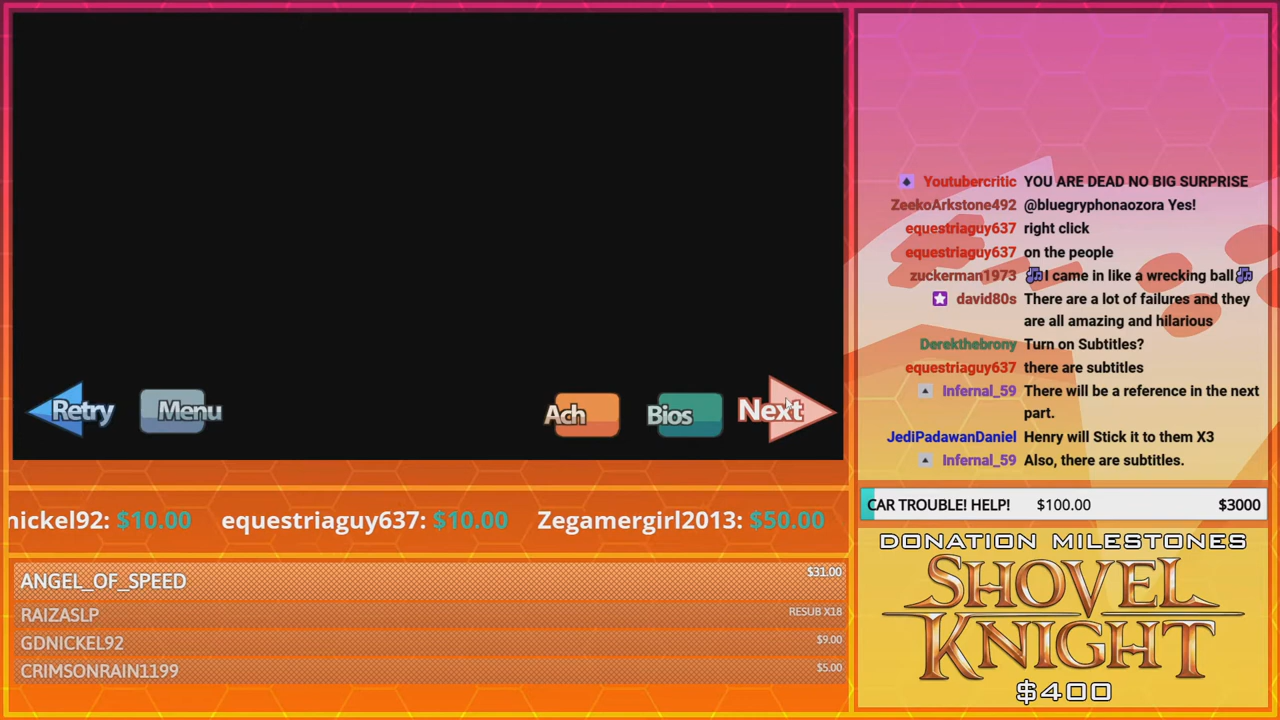 Retry
Menu
Ach
Bios
Next
Youtubercritic YOU ARE DEAD NO BIG SURPRISE
ZeekoArkstone492 @bluegryphonaozora Yes!
equestriaguy637 right click
equestriaguy637 on the people
zuckerman1973 🎶I came in like a wrecking ball🎶
david80s There are a lot of failures and they
are all amazing and hilarious
Derekthebrony Turn on Subtitles?
equestriaguy637 there are subtitles
Infernal_59 There will be a reference in the next
part.
JediPadawanDaniel Henry will Stick it to them X3
Infernal_59 Also, there are subtitles.
nickel92: $10.00 equestriaguy637: $10.00 Zegamergirl2013: $50.00
ANGEL_OF_SPEED $31.00
RAIZASLP RESUB X18
GDNICKEL92 $9.00
CRIMSONRAIN1199 $5.00
CAR TROUBLE! HELP! $100.00 $3000
DONATION MILESTONES
SHOVEL
KNIGHT
$400